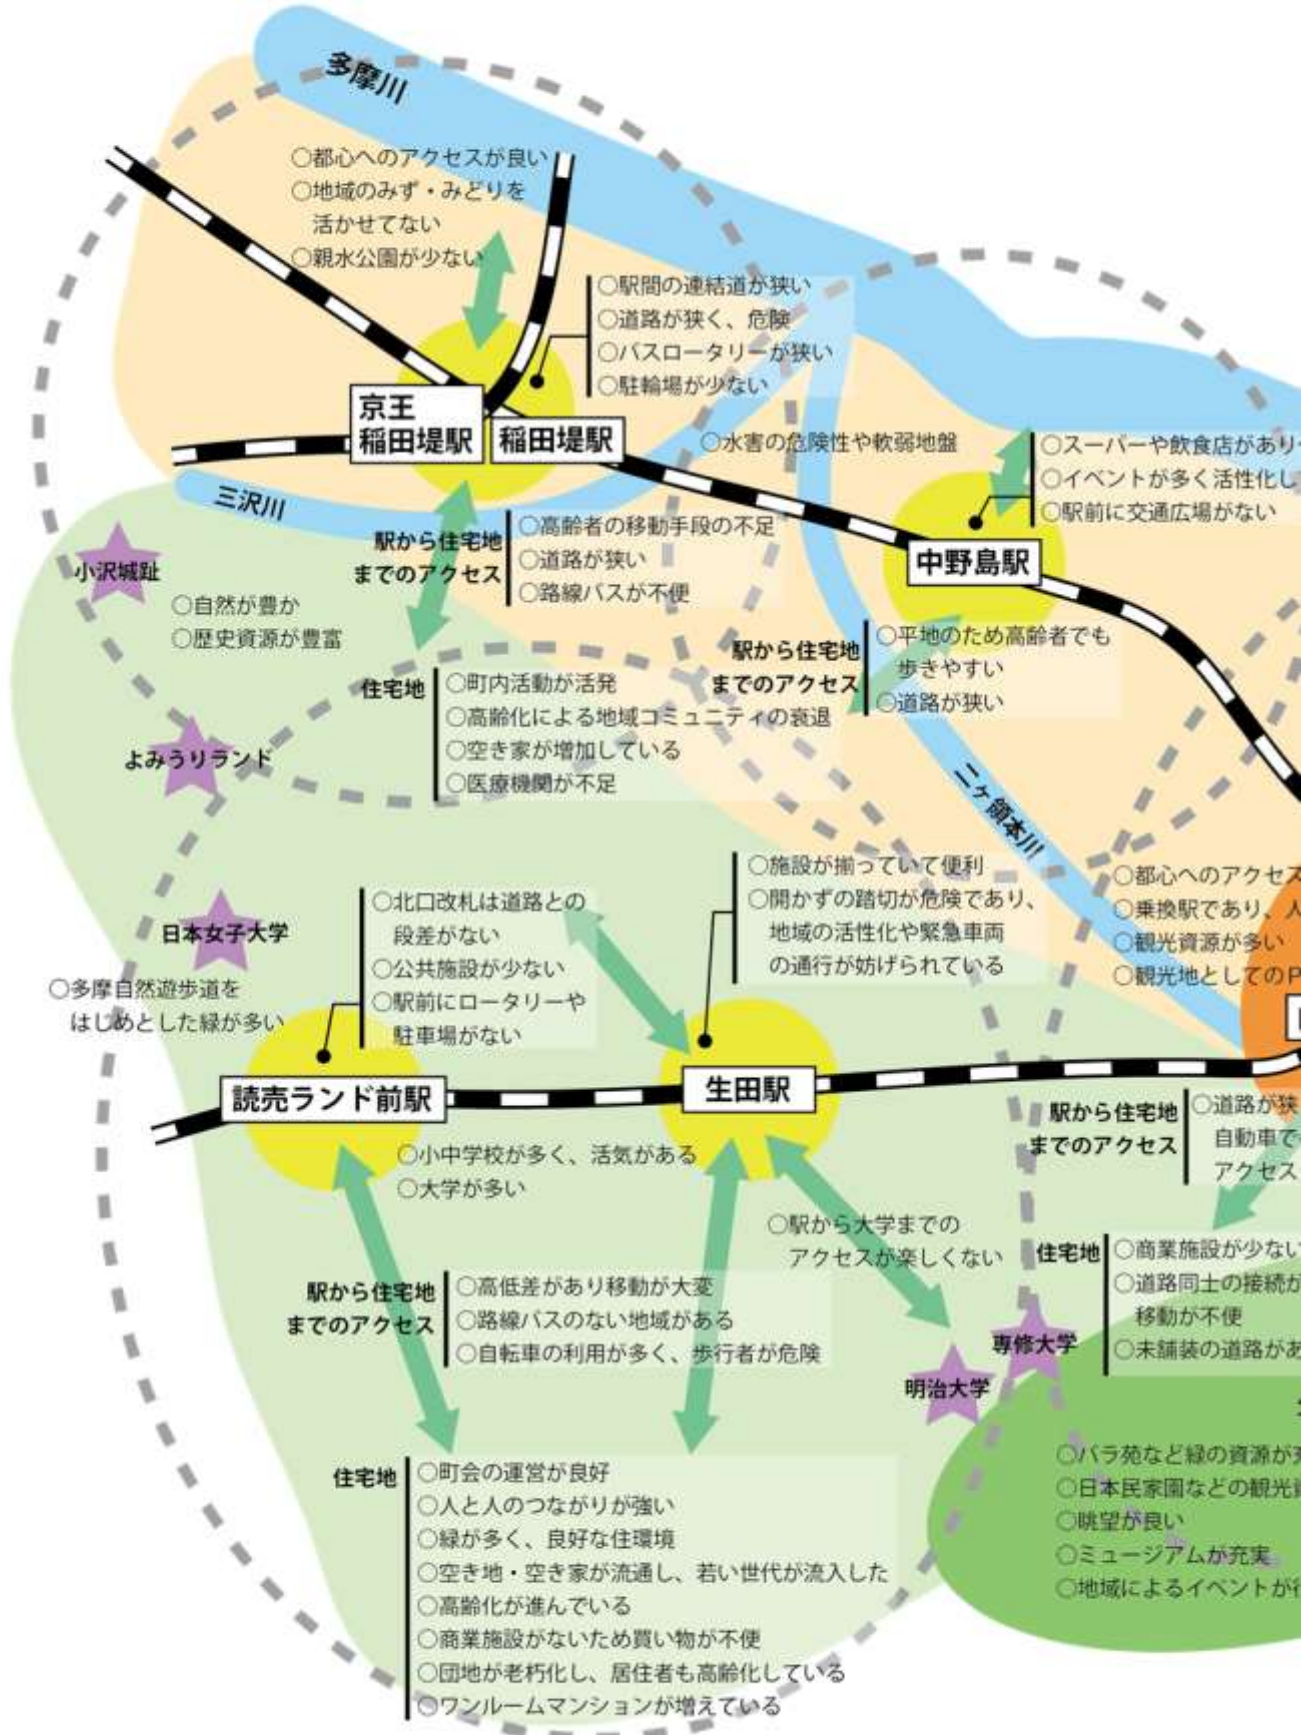 多摩川
○都心へのアクセスが良い
○地域のみず・みどりを
活かせてない
○親水公園が少ない
○駅間の連結道が狭い
○道路が狭く、危険
○バスロータリーが狭い
○駐輪場が少ない
京王
稲田堤駅
稲田堤駅
○水害の危険性や軟弱地盤
○スーパーや飲食店があり
○イベントが多く活性化し
○駅前に交通広場がない
三沢川
駅から住宅地
までのアクセス
○高齢者の移動手段の不足
○道路が狭い
○路線バスが不便
中野島駅
小沢城趾
○自然が豊か
○歴史資源が豊富
駅から住宅地
までのアクセス
○平地のため高齢者でも
歩きやすい
○道路が狭い
住宅地
○町内活動が活発
○高齢化による地域コミュニティの衰退
○空き家が増加している
○医療機関が不足
よみうりランド
二ヶ領本川
○施設が揃っていて便利
○開かずの踏切が危険であり、
地域の活性化や緊急車両
の通行が妨げられている
○都心へのアクセス
○乗換駅であり、人
○観光資源が多い
○観光地としてのP
○北口改札は道路との
段差がない
○公共施設が少ない
○駅前にロータリーや
駐車場がない
日本女子大学
○多摩自然遊歩道を
はじめとした緑が多い
読売ランド前駅
生田駅
駅から住宅地
までのアクセス
○道路が狭
自動車で
アクセス
○小中学校が多く、活気がある
○大学が多い
○駅から大学までの
アクセスが楽しくない
住宅地
○商業施設が少ない
○道路同士の接続が
移動が不便
○未舗装の道路があ
駅から住宅地
までのアクセス
○高低差があり移動が大変
○路線バスのない地域がある
○自転車の利用が多く、歩行者が危険
専修大学
明治大学
○バラ苑など緑の資源が
○日本民家園などの観光
○眺望が良い
○ミュージアムが充実
○地域によるイベントが
住宅地
○町会の運営が良好
○人と人のつながりが強い
○緑が多く、良好な住環境
○空き地・空き家が流通し、若い世代が流入した
○高齢化が進んでいる
○商業施設がないため買い物が不便
○団地が老朽化し、居住者も高齢化している
○ワンルームマンションが増えている